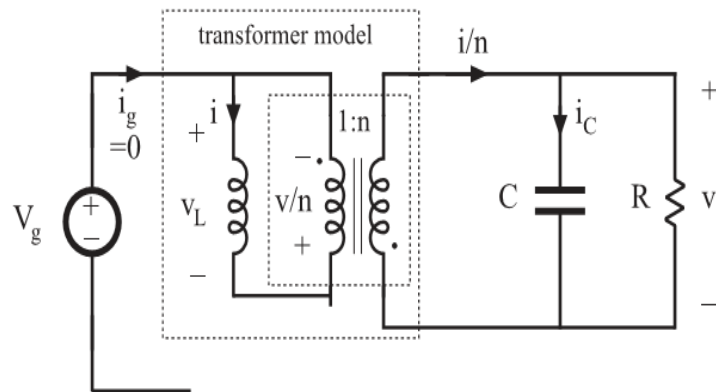 transformer model
i/n
+
i_g
=0
+
i
1:n
i_C
−
V_g
+
−
v_L
v/n
C
R
v
+
−
−